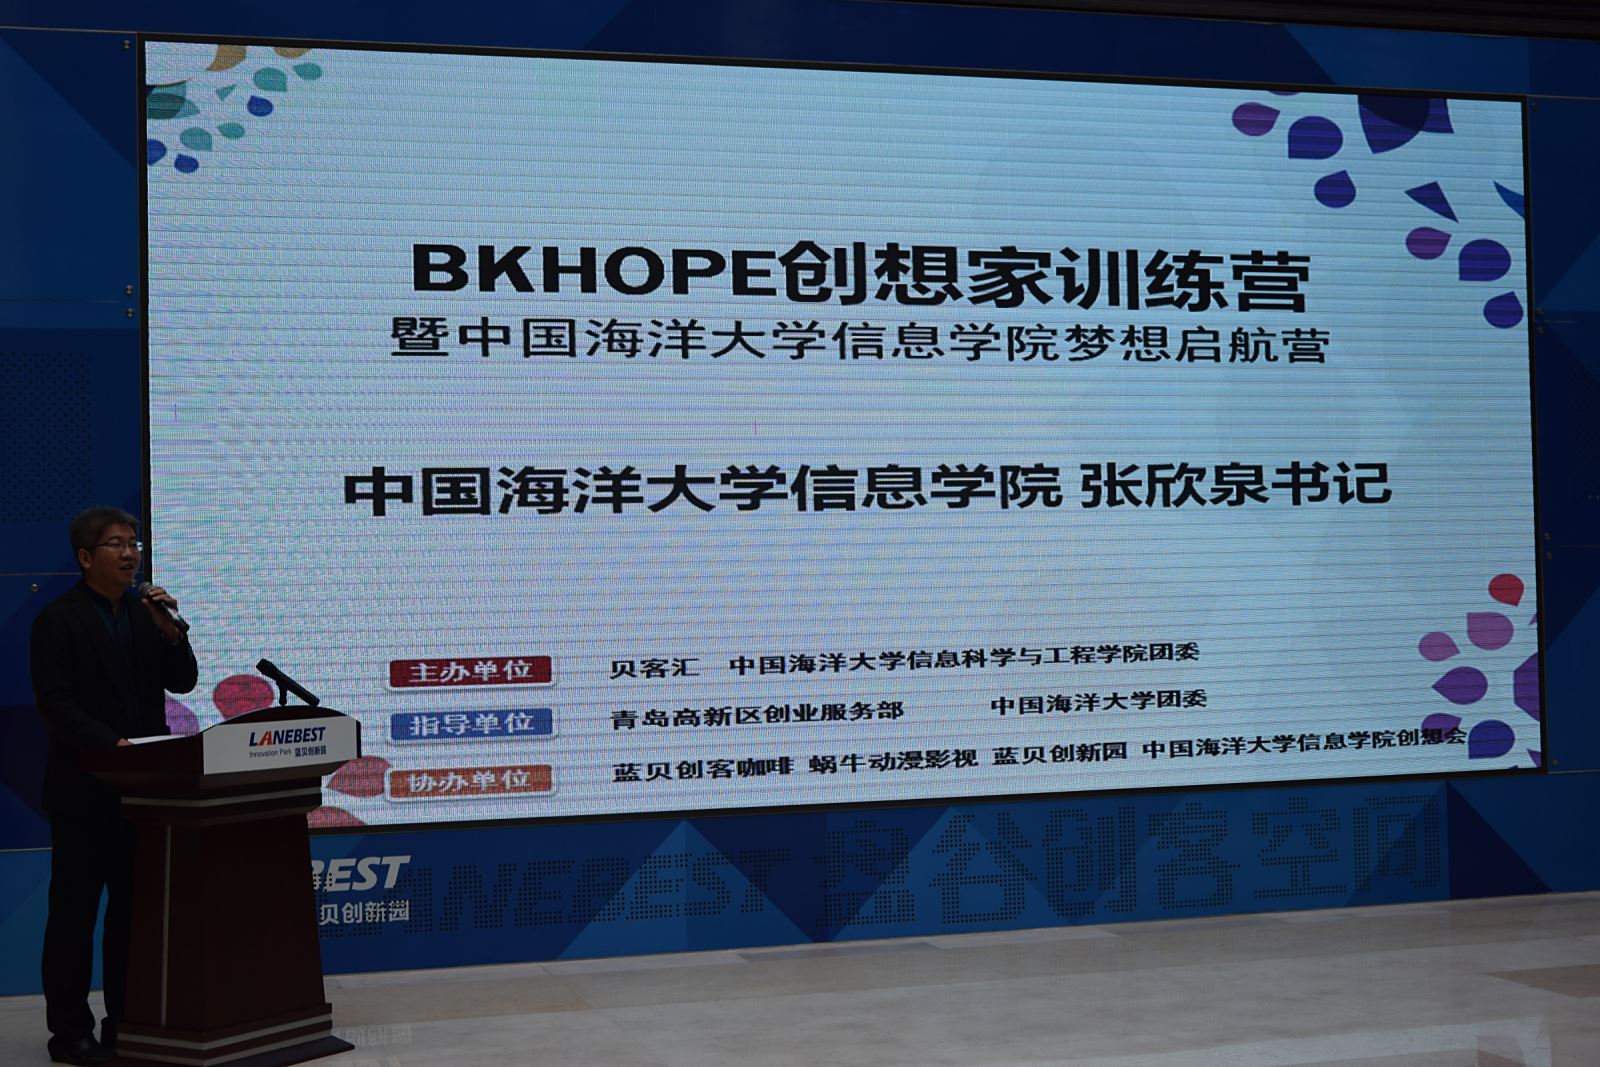 BKHOPE创想家训练营
暨中国海洋大学信息学院梦想启航营
中国海洋大学信息学院 张欣泉书记
主办单位 贝客汇 中国海洋大学信息科学与工程学院团委
指导单位 青岛高新区创业服务部 中国海洋大学团委
协办单位 蓝贝创客咖啡 蜗牛动漫影视 蓝贝创新园 中国海洋大学信息学院创想会
LANEBEST
Innovation Park 蓝贝创新园
BEST
贝创新园
LANEBEST 盘谷创客空间